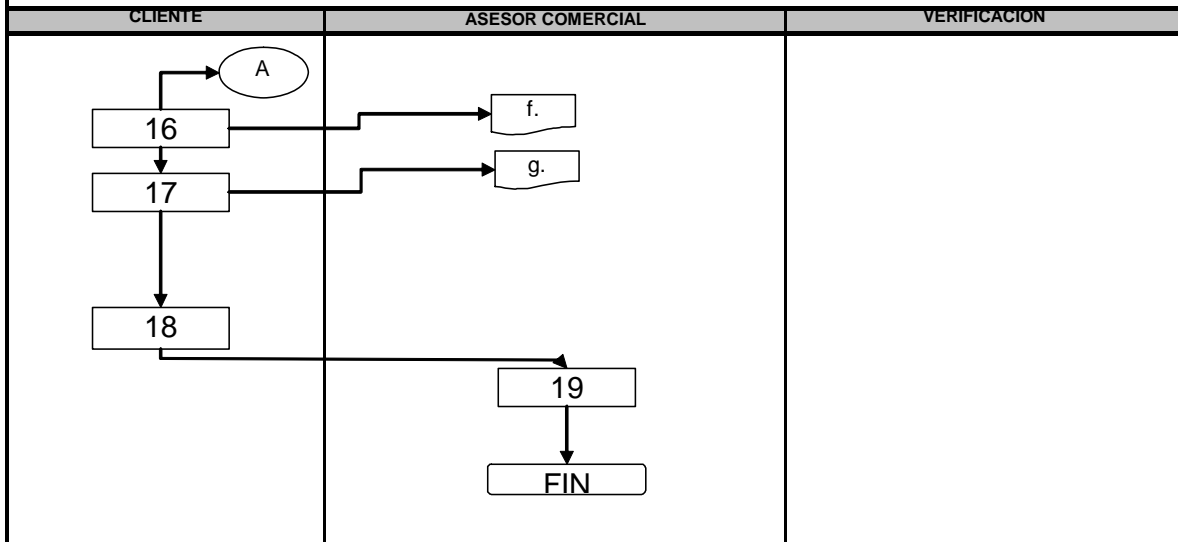 CLIENTE
ASESOR COMERCIAL
VERIFICACION
A
16
f.
17
g.
18
19
FIN